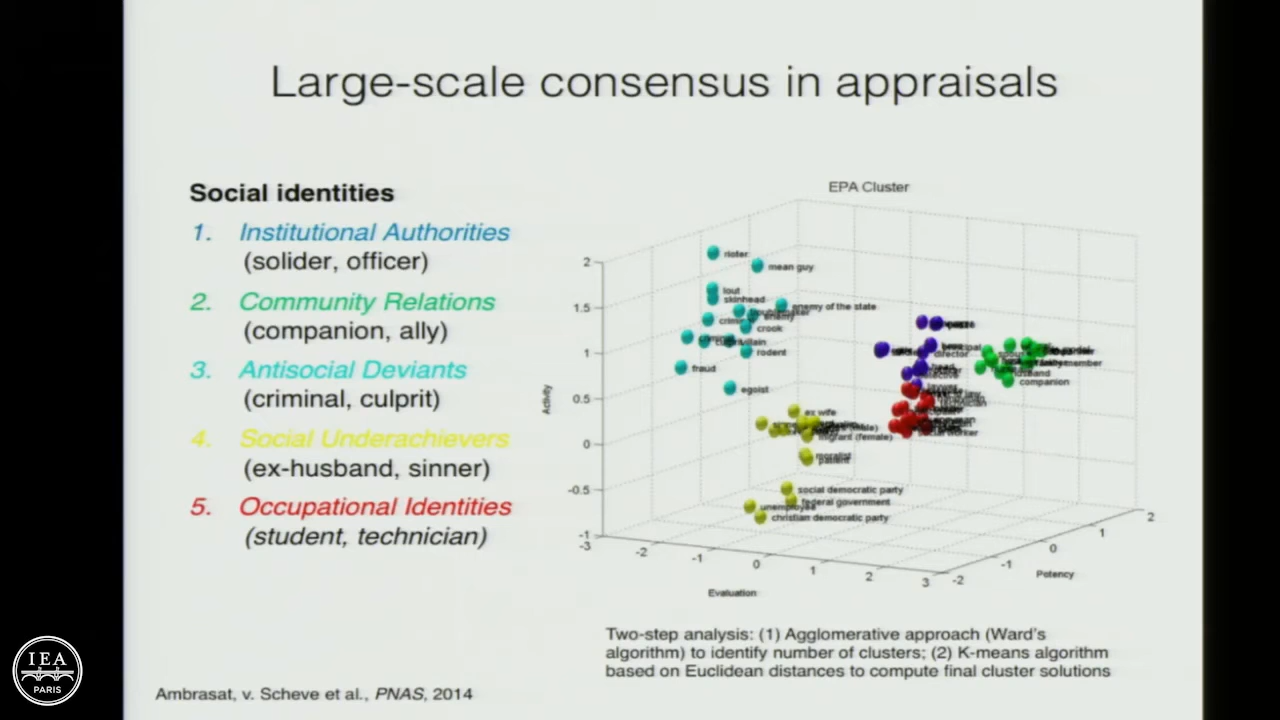 Large-scale consensus in appraisals
Social identities
1. Institutional Authorities
(solider, officer)
2. Community Relations
(companion, ally)
3. Antisocial Deviants
(criminal, culprit)
4. Social Underachievers
(ex-husband, sinner)
5. Occupational Identities
(student, technician)
EPA Cluster
rioter
mean guy
lout
skinhead
enemy of the state
enemy
crook
rodent
fraud
egoist
director
companion
ex wife
migrant (female)
moralist
patient
social democratic party
federal government
unemployed
christian democratic party
2
1.5
1
0.5
0
-0.5
-1
Activity
-3
-2
-1
0
1
2
3
Evaluation
-2
-1
0
1
2
Potency
Two-step analysis: (1) Agglomerative approach (Ward's
algorithm) to identify number of clusters; (2) K-means algorithm
based on Euclidean distances to compute final cluster solutions
Ambrasat, v. Scheve et al., PNAS, 2014
IEA
PARIS